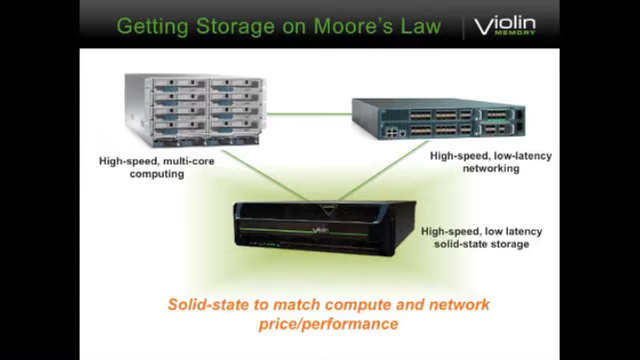 Getting Storage on Moore's Law
VIOLIN
MEMORY
High-speed, multi-core
computing
High-speed, low-latency
networking
violin
High-speed, low latency
solid-state storage
Solid-state to match compute and network
price/performance